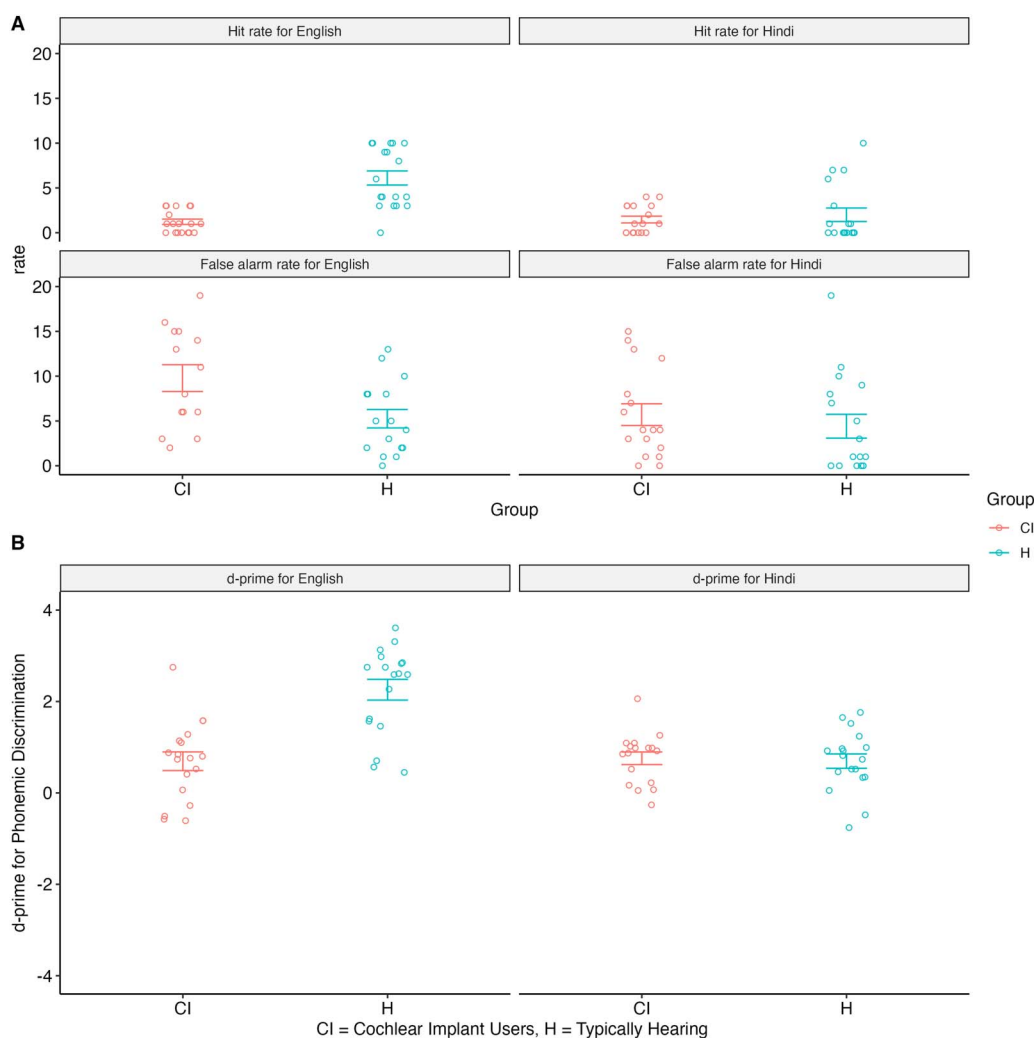 A
Hit rate for English
Hit rate for Hindi
20
15
10
5
0
rate
False alarm rate for English
False alarm rate for Hindi
20
15
10
5
0
CI
H
CI
H
Group
Group
CI
H
B
d-prime for English
d-prime for Hindi
4
2
0
-2
-4
d-prime for Phonemic Discrimination
CI
H
CI
H
CI = Cochlear Implant Users, H = Typically Hearing